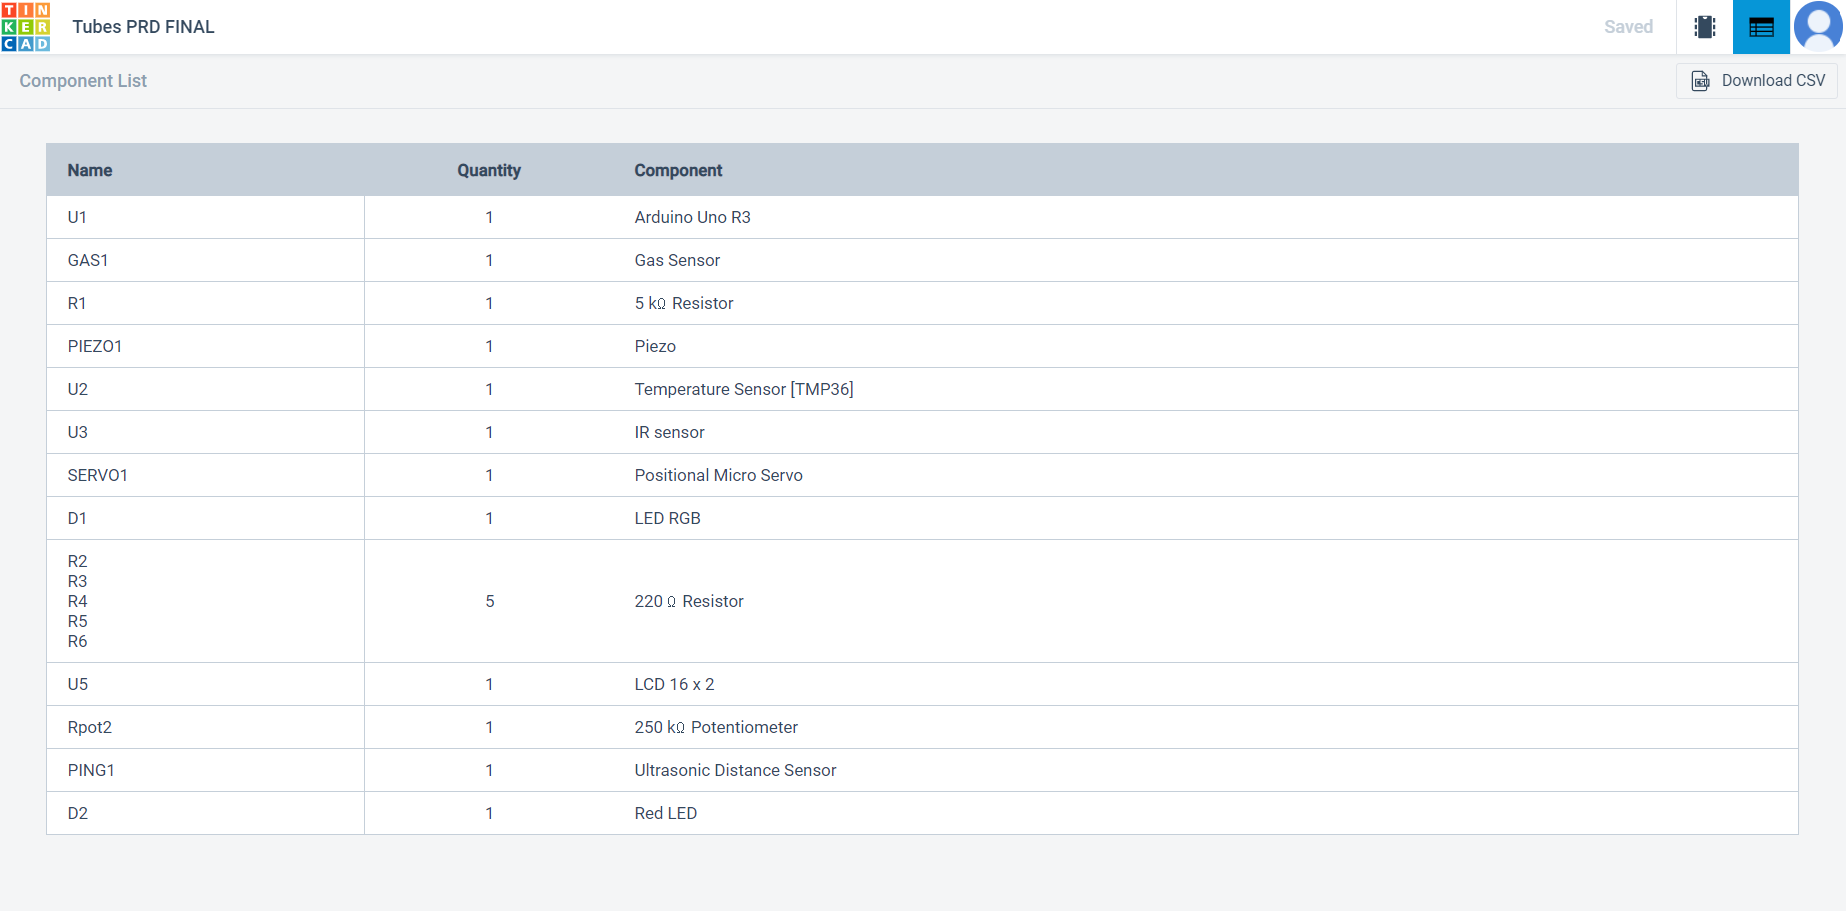 TIN
KER
CAD
Tubes PRD FINAL
Saved
Component List
Download CSV
Name Quantity Component
U1 1 Arduino Uno R3
GAS1 1 Gas Sensor
R1 1 5 kΩ Resistor
PIEZO1 1 Piezo
U2 1 Temperature Sensor [TMP36]
U3 1 IR sensor
SERVO1 1 Positional Micro Servo
D1 1 LED RGB
R2
R3
R4 5 220 Ω Resistor
R5
R6
U5 1 LCD 16 x 2
Rpot2 1 250 kΩ Potentiometer
PING1 1 Ultrasonic Distance Sensor
D2 1 Red LED